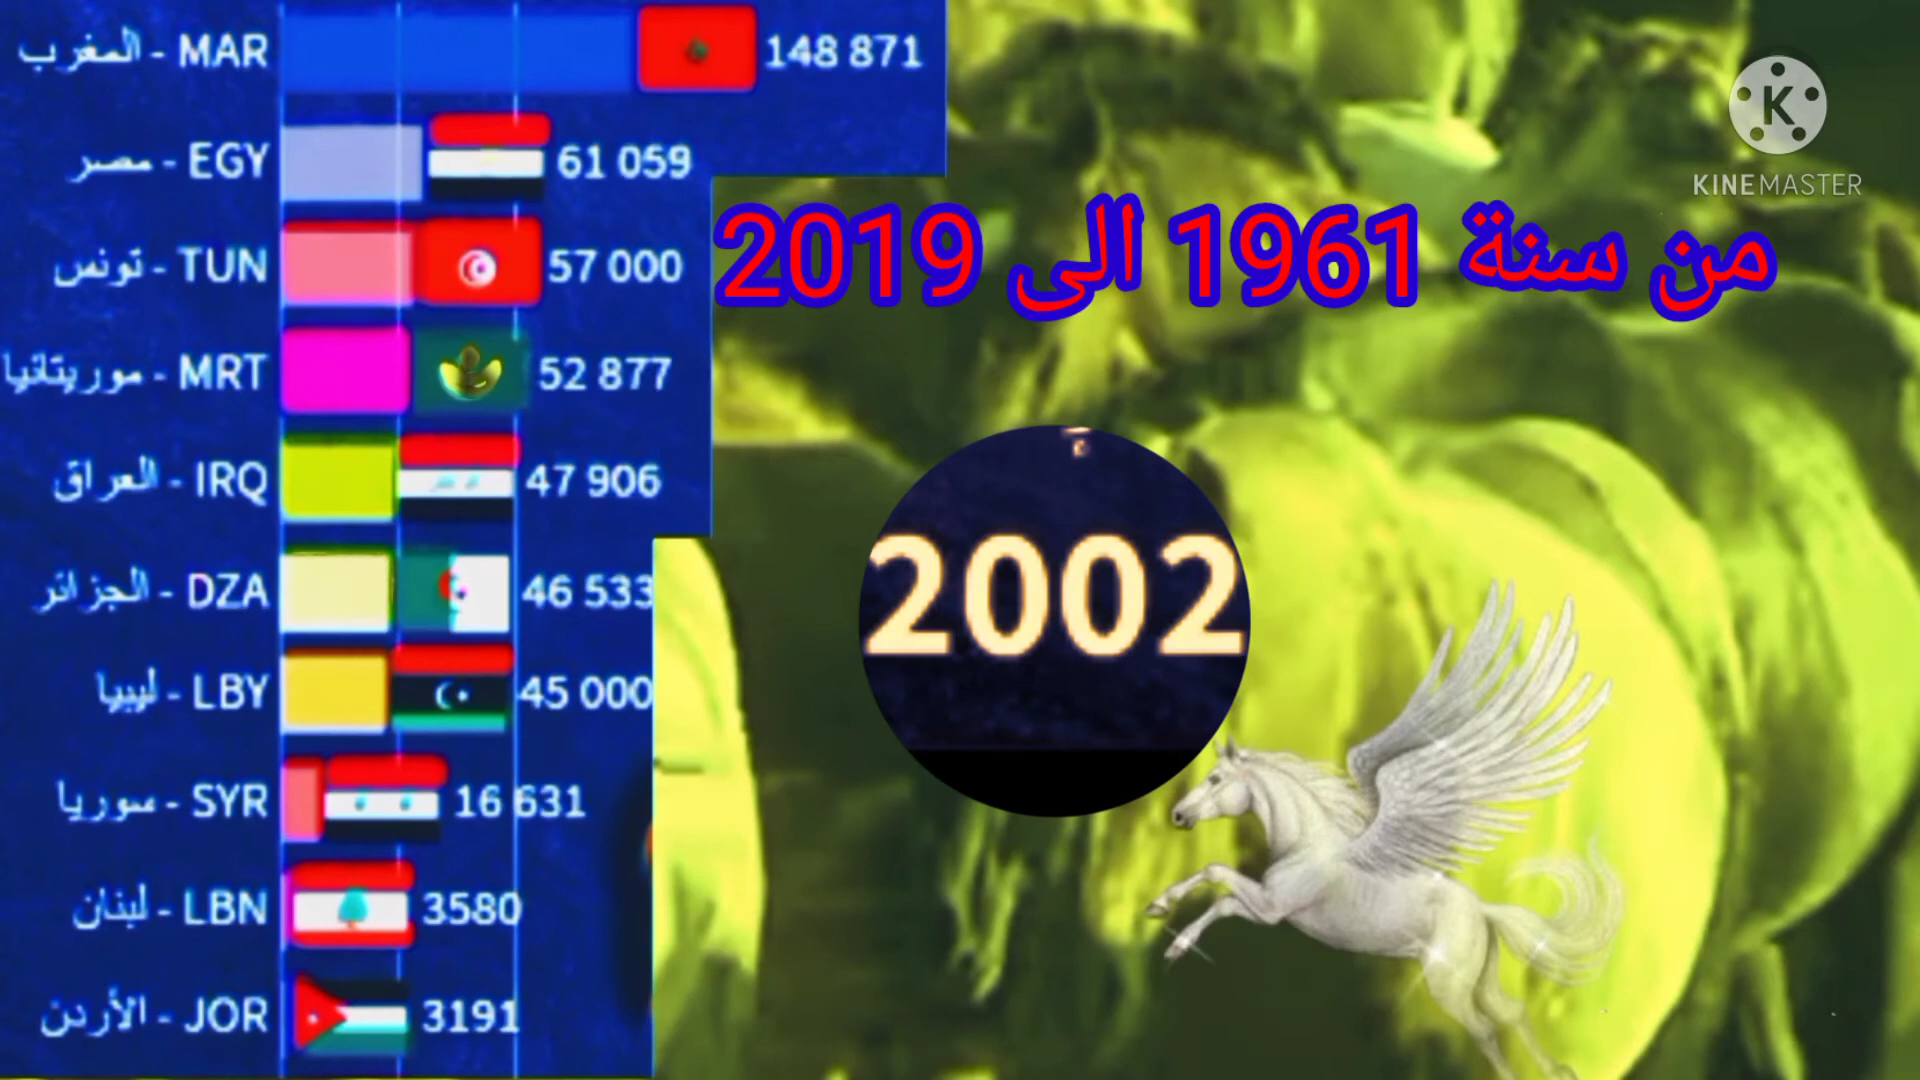 المغرب - MAR 148 871
مصر - EGY 61 059
تونس - TUN 57 000
موريتانيا - MRT 52 877
العراق - IRQ 47 906
الجزائر - DZA 46 533
ليبيا - LBY 45 000
سوريا - SYR 16 631
لبنان - LBN 3580
الأردن - JOR 3191
K
KINEMASTER
من سنة 1961 الى 2019
2002